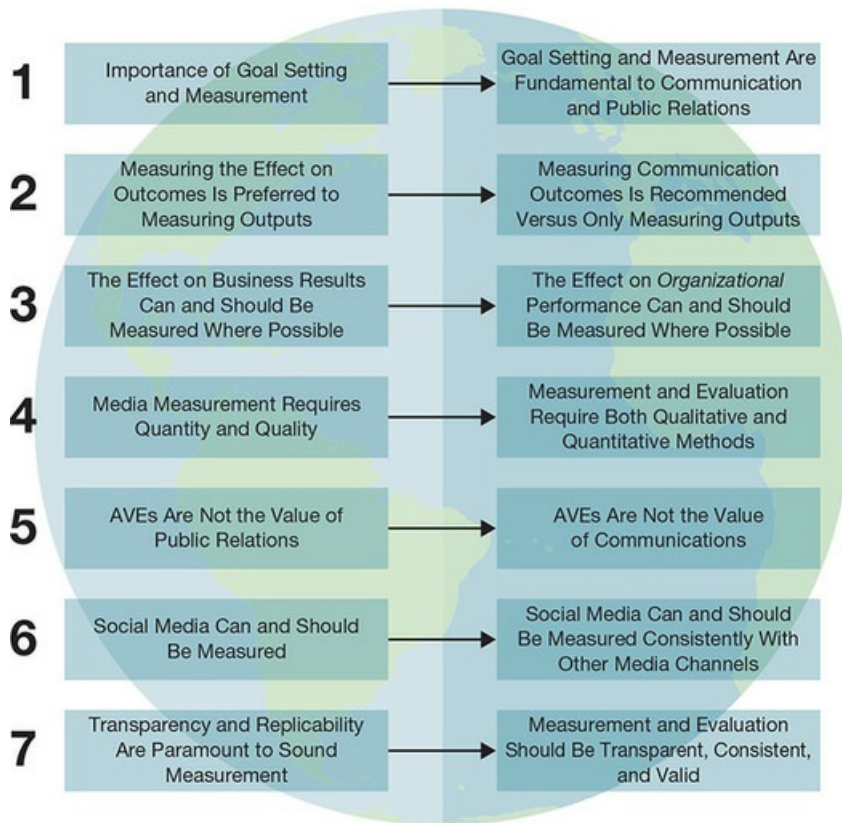 1
Importance of Goal Setting
and Measurement
Goal Setting and Measurement Are
Fundamental to Communication
and Public Relations
2
Measuring the Effect on
Outcomes Is Preferred to
Measuring Outputs
Measuring Communication
Outcomes Is Recommended
Versus Only Measuring Outputs
3
The Effect on Business Results
Can and Should Be
Measured Where Possible
The Effect on Organizational
Performance Can and Should
Be Measured Where Possible
4
Media Measurement Requires
Quantity and Quality
Measurement and Evaluation
Require Both Qualitative and
Quantitative Methods
5
AVEs Are Not the Value of
Public Relations
AVEs Are Not the Value
of Communications
6
Social Media Can and Should
Be Measured
Social Media Can and Should
Be Measured Consistently With
Other Media Channels
7
Transparency and Replicability
Are Paramount to Sound
Measurement
Measurement and Evaluation
Should Be Transparent, Consistent,
and Valid